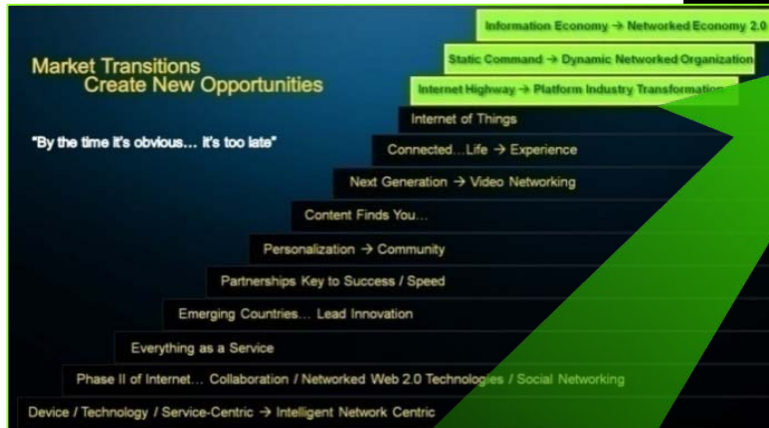 Information Economy → Networked Economy 2.0
Static Command → Dynamic Networked Organization
Market Transitions
Create New Opportunities
Internet Highway → Platform Industry Transformation
Internet of Things
"By the time it's obvious... it's too late"
Connected...Life → Experience
Next Generation → Video Networking
Content Finds You...
Personalization → Community
Partnerships Key to Success / Speed
Emerging Countries... Lead Innovation
Everything as a Service
Phase II of Internet... Collaboration / Networked Web 2.0 Technologies / Social Networking
Device / Technology / Service-Centric → Intelligent Network Centric